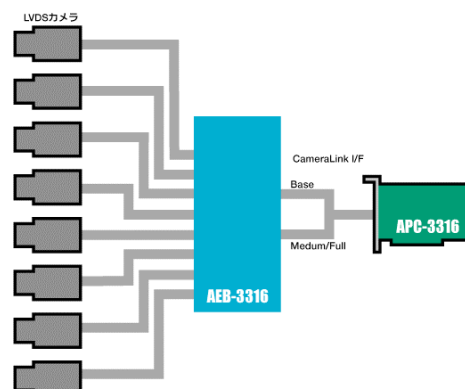 LVDSカメラ
CameraLink I/F
Base
APC-3316
Medum/Full
AEB-3316